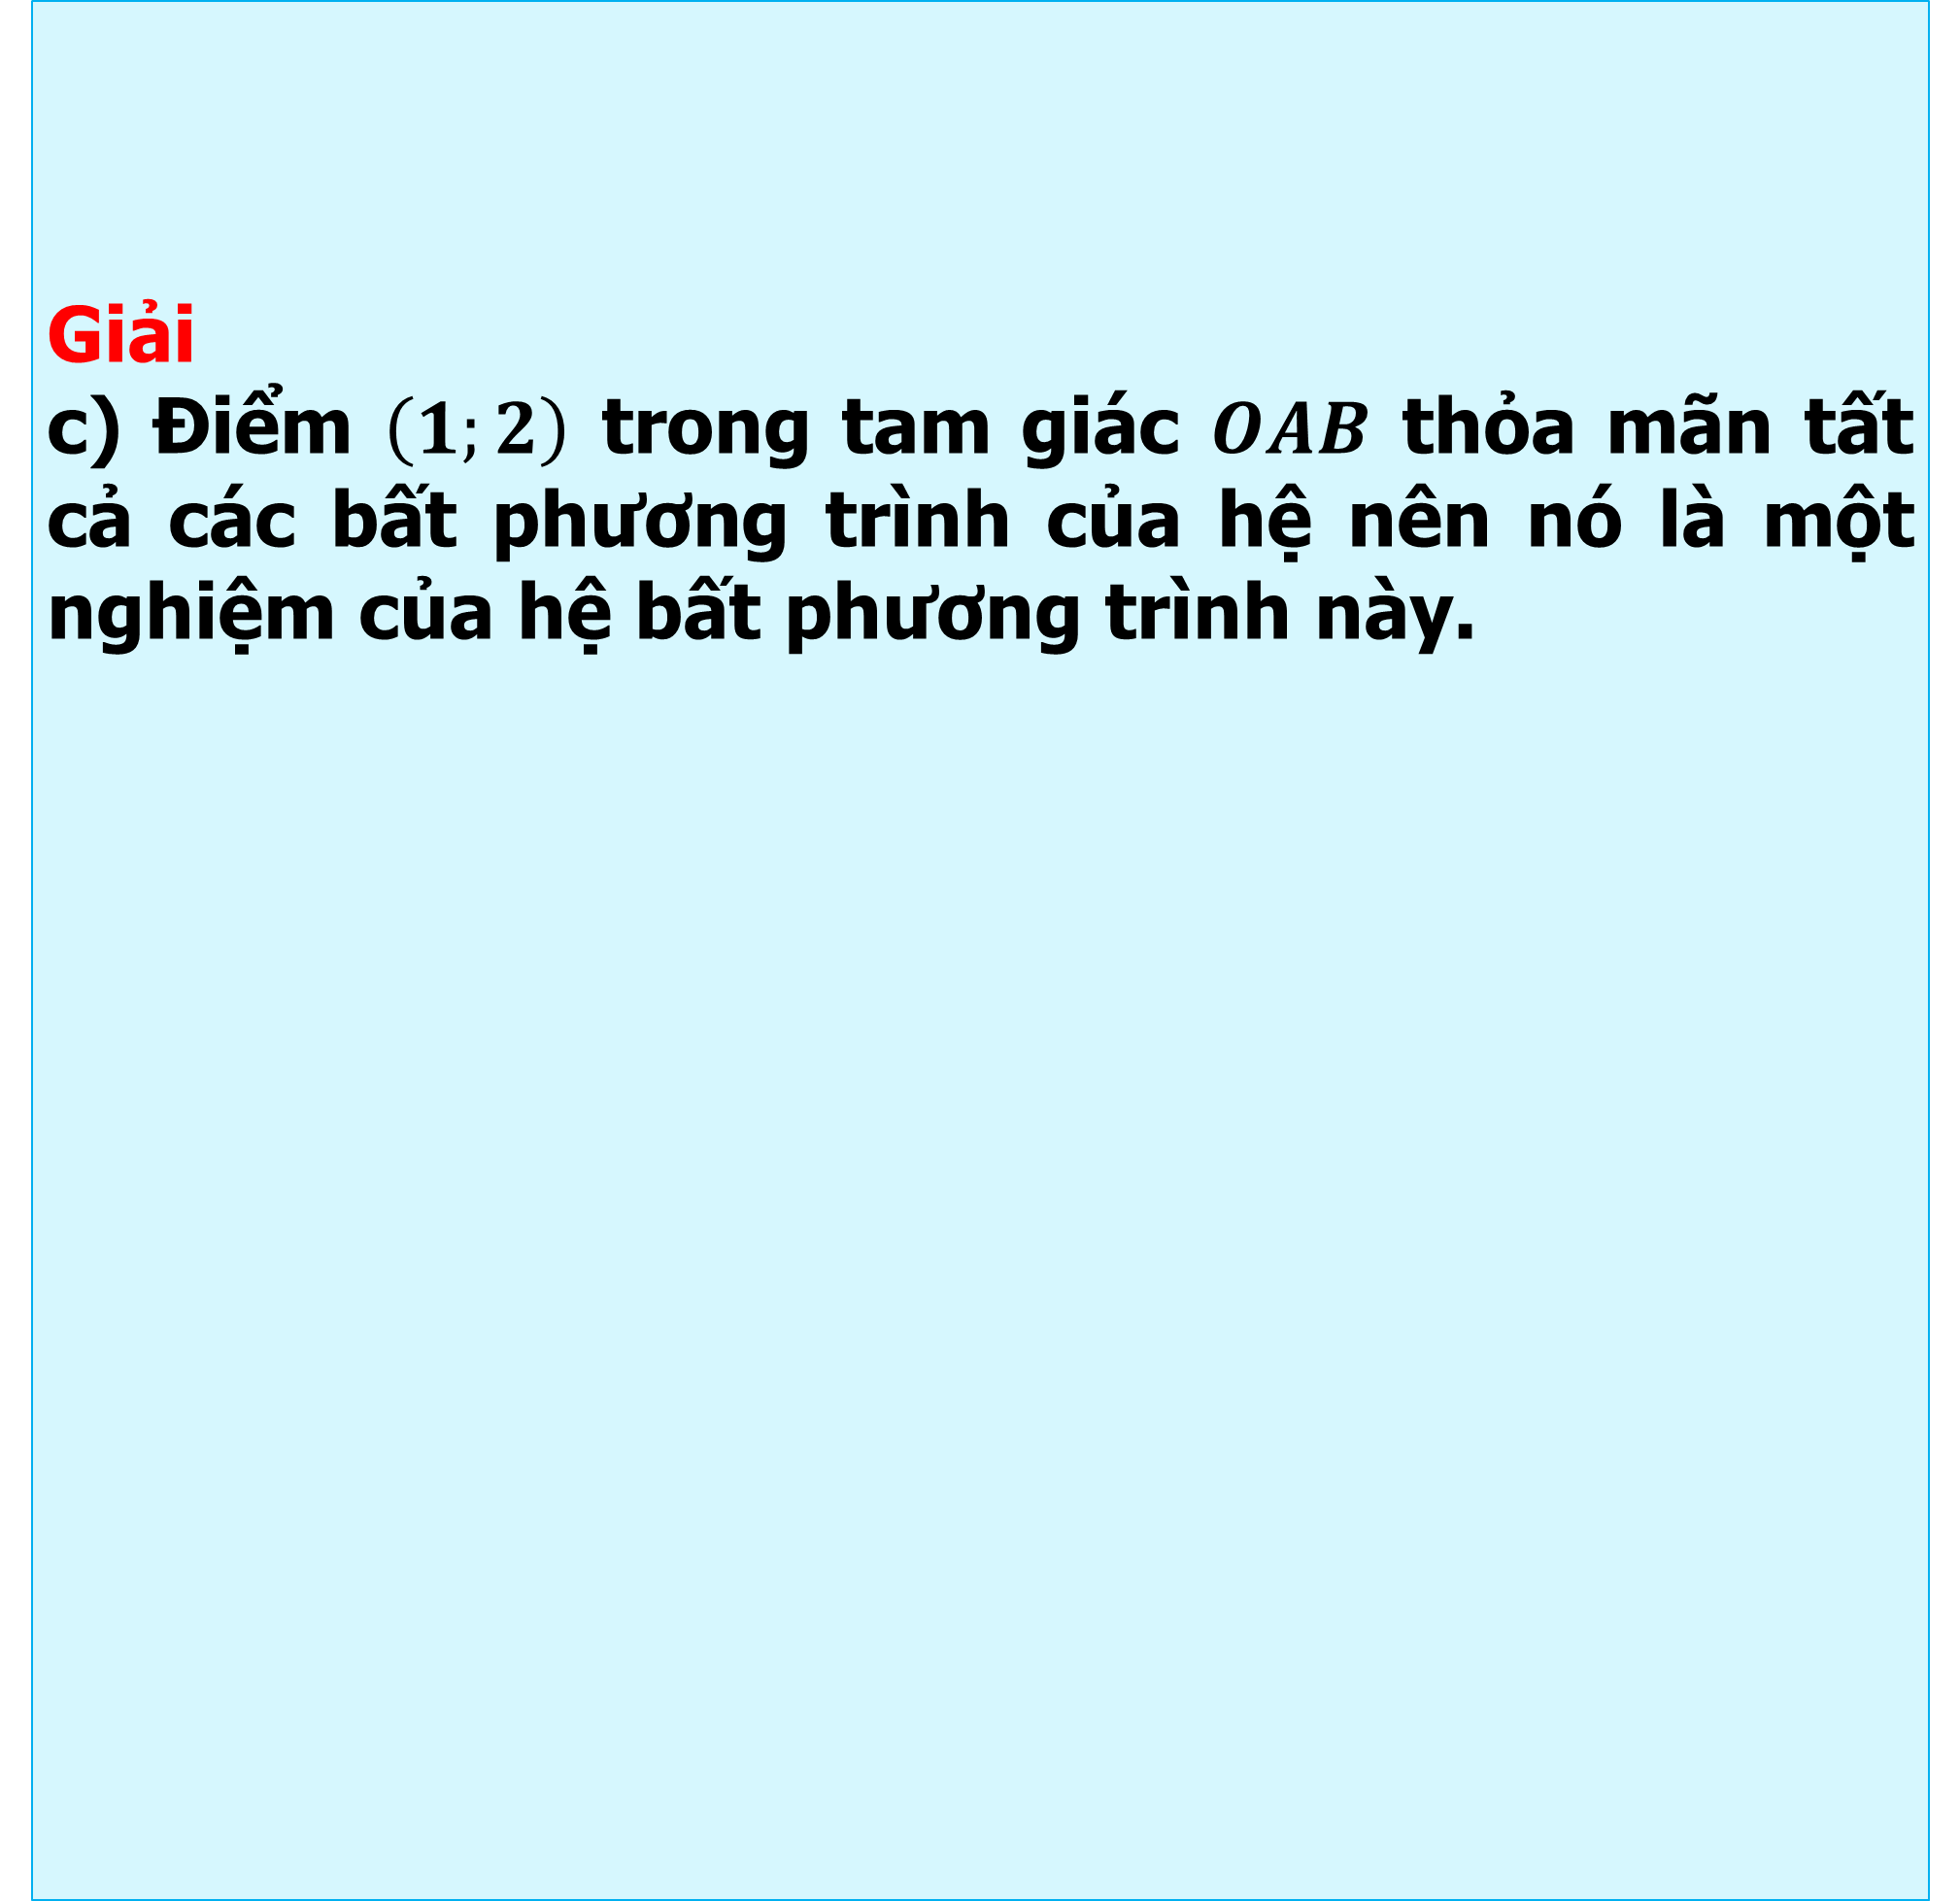 Giải
c) Điểm (1; 2) trong tam giác OAB thỏa mãn tất
cả các bất phương trình của hệ nên nó là một
nghiệm của hệ bất phương trình này.